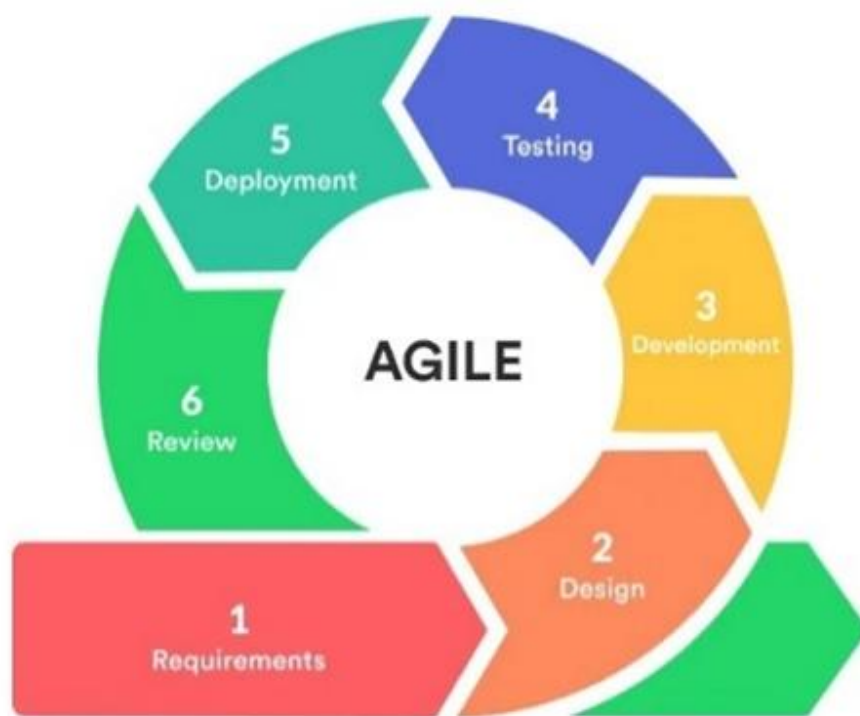 AGILE
1
Requirements
2
Design
3
Development
4
Testing
5
Deployment
6
Review